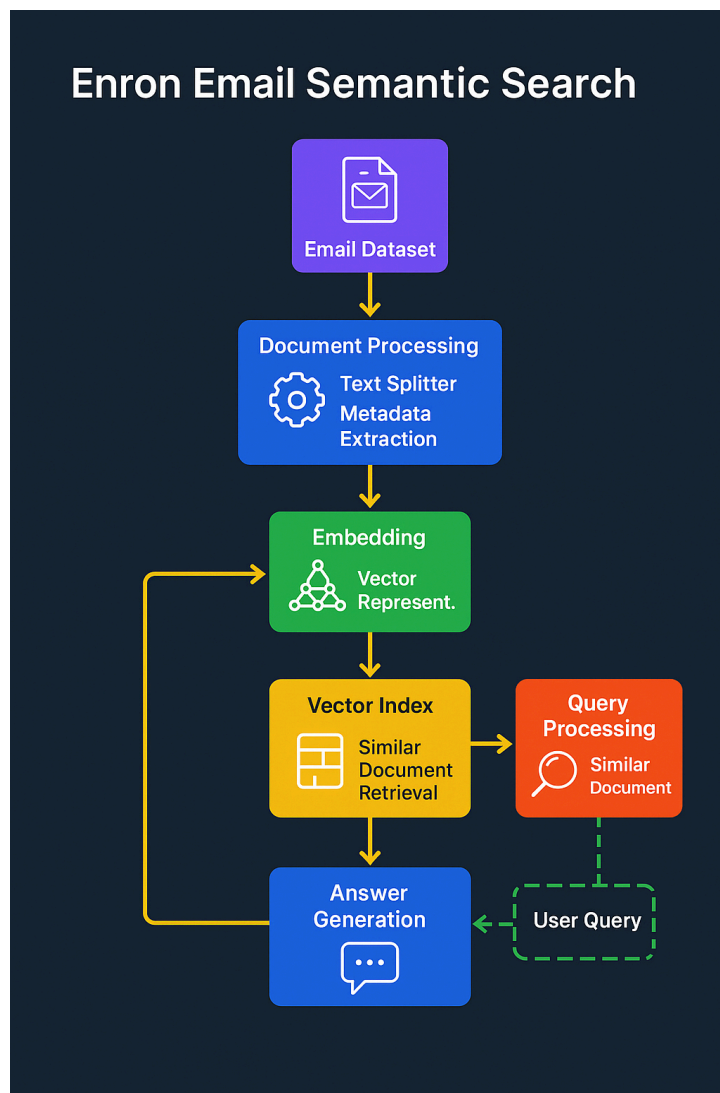 Enron Email Semantic Search
Email Dataset
Document Processing
Text Splitter
Metadata
Extraction
Embedding
Vector
Represent.
Vector Index
Similar
Document
Retrieval
Query
Processing
Similar
Document
Answer
Generation
User Query